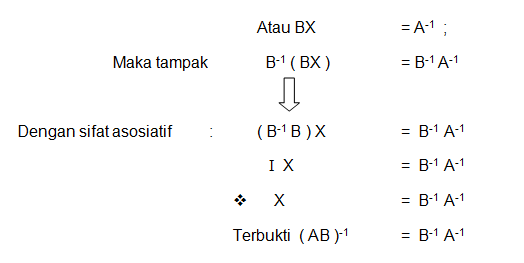 Atau BX = A⁻¹ ;
Maka tampak B⁻¹ ( BX ) = B⁻¹ A⁻¹
Dengan sifat asosiatif : ( B⁻¹ B ) X = B⁻¹ A⁻¹
I X = B⁻¹ A⁻¹
❖ X = B⁻¹ A⁻¹
Terbukti ( AB )⁻¹ = B⁻¹ A⁻¹